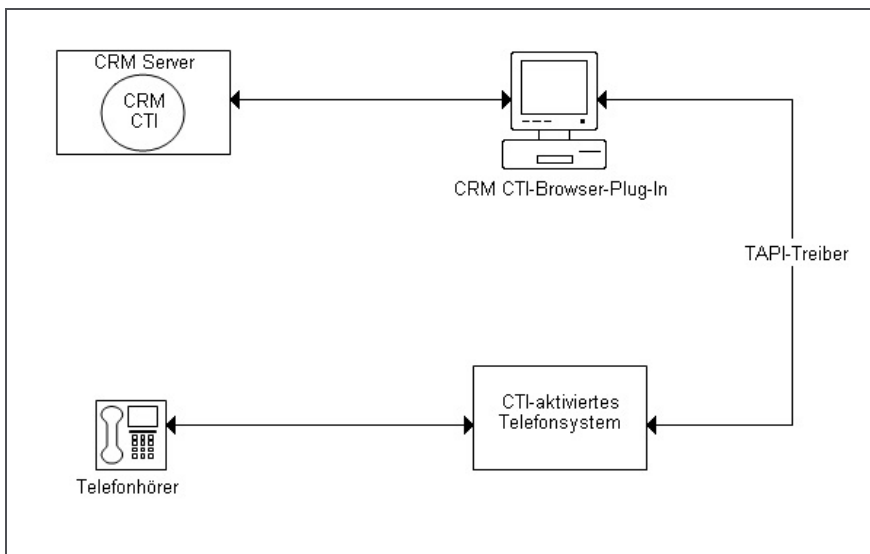 CRM Server
CRM
CTI
CRM CTI-Browser-Plug-In
TAPI-Treiber
CTI-aktiviertes
Telefonsystem
Telefonhörer